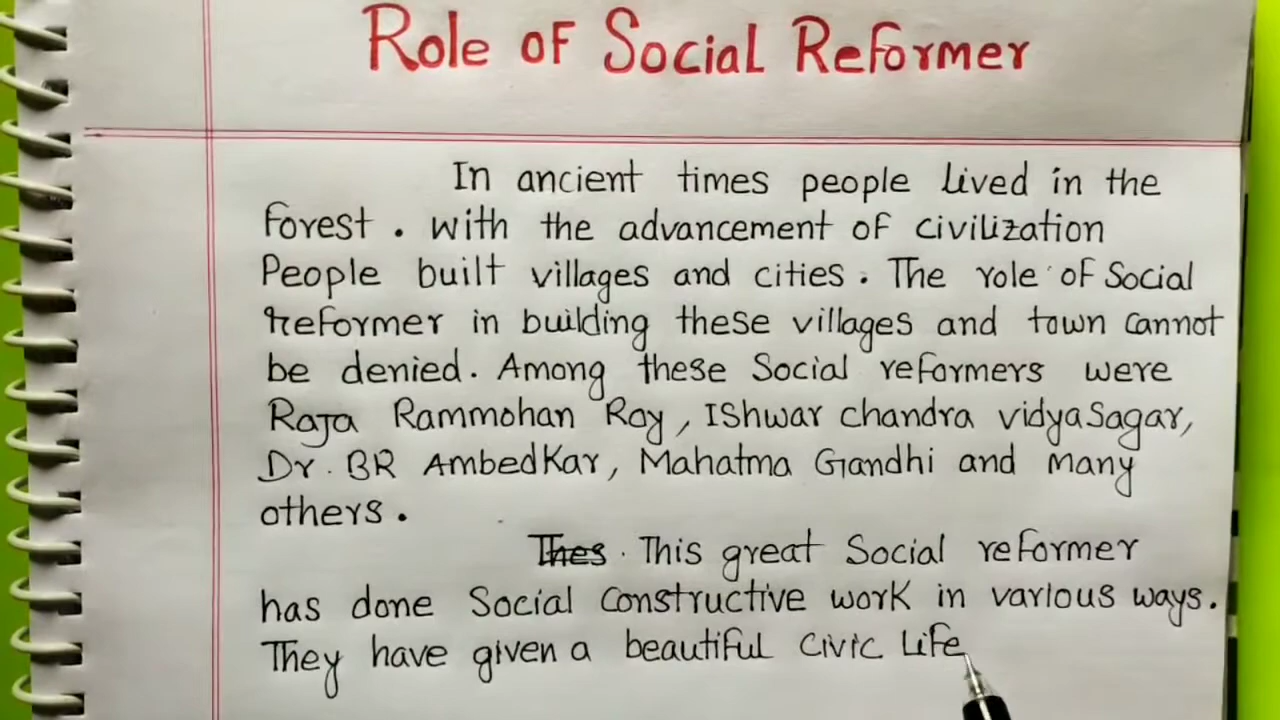 Role of Social Reformer
In ancient times people lived in the
forest. with the advancement of civilization
People built villages and cities. The role of Social
reformer in building these villages and town cannot
be denied. Among these Social reformers were
Raja Rammohan Roy, Ishwar chandra vidyasagar,
Dr. BR Ambedkar, Mahatma Gandhi and many
others.
Thes. This great Social reformer
has done Social constructive work in various ways.
They have given a beautiful civic life